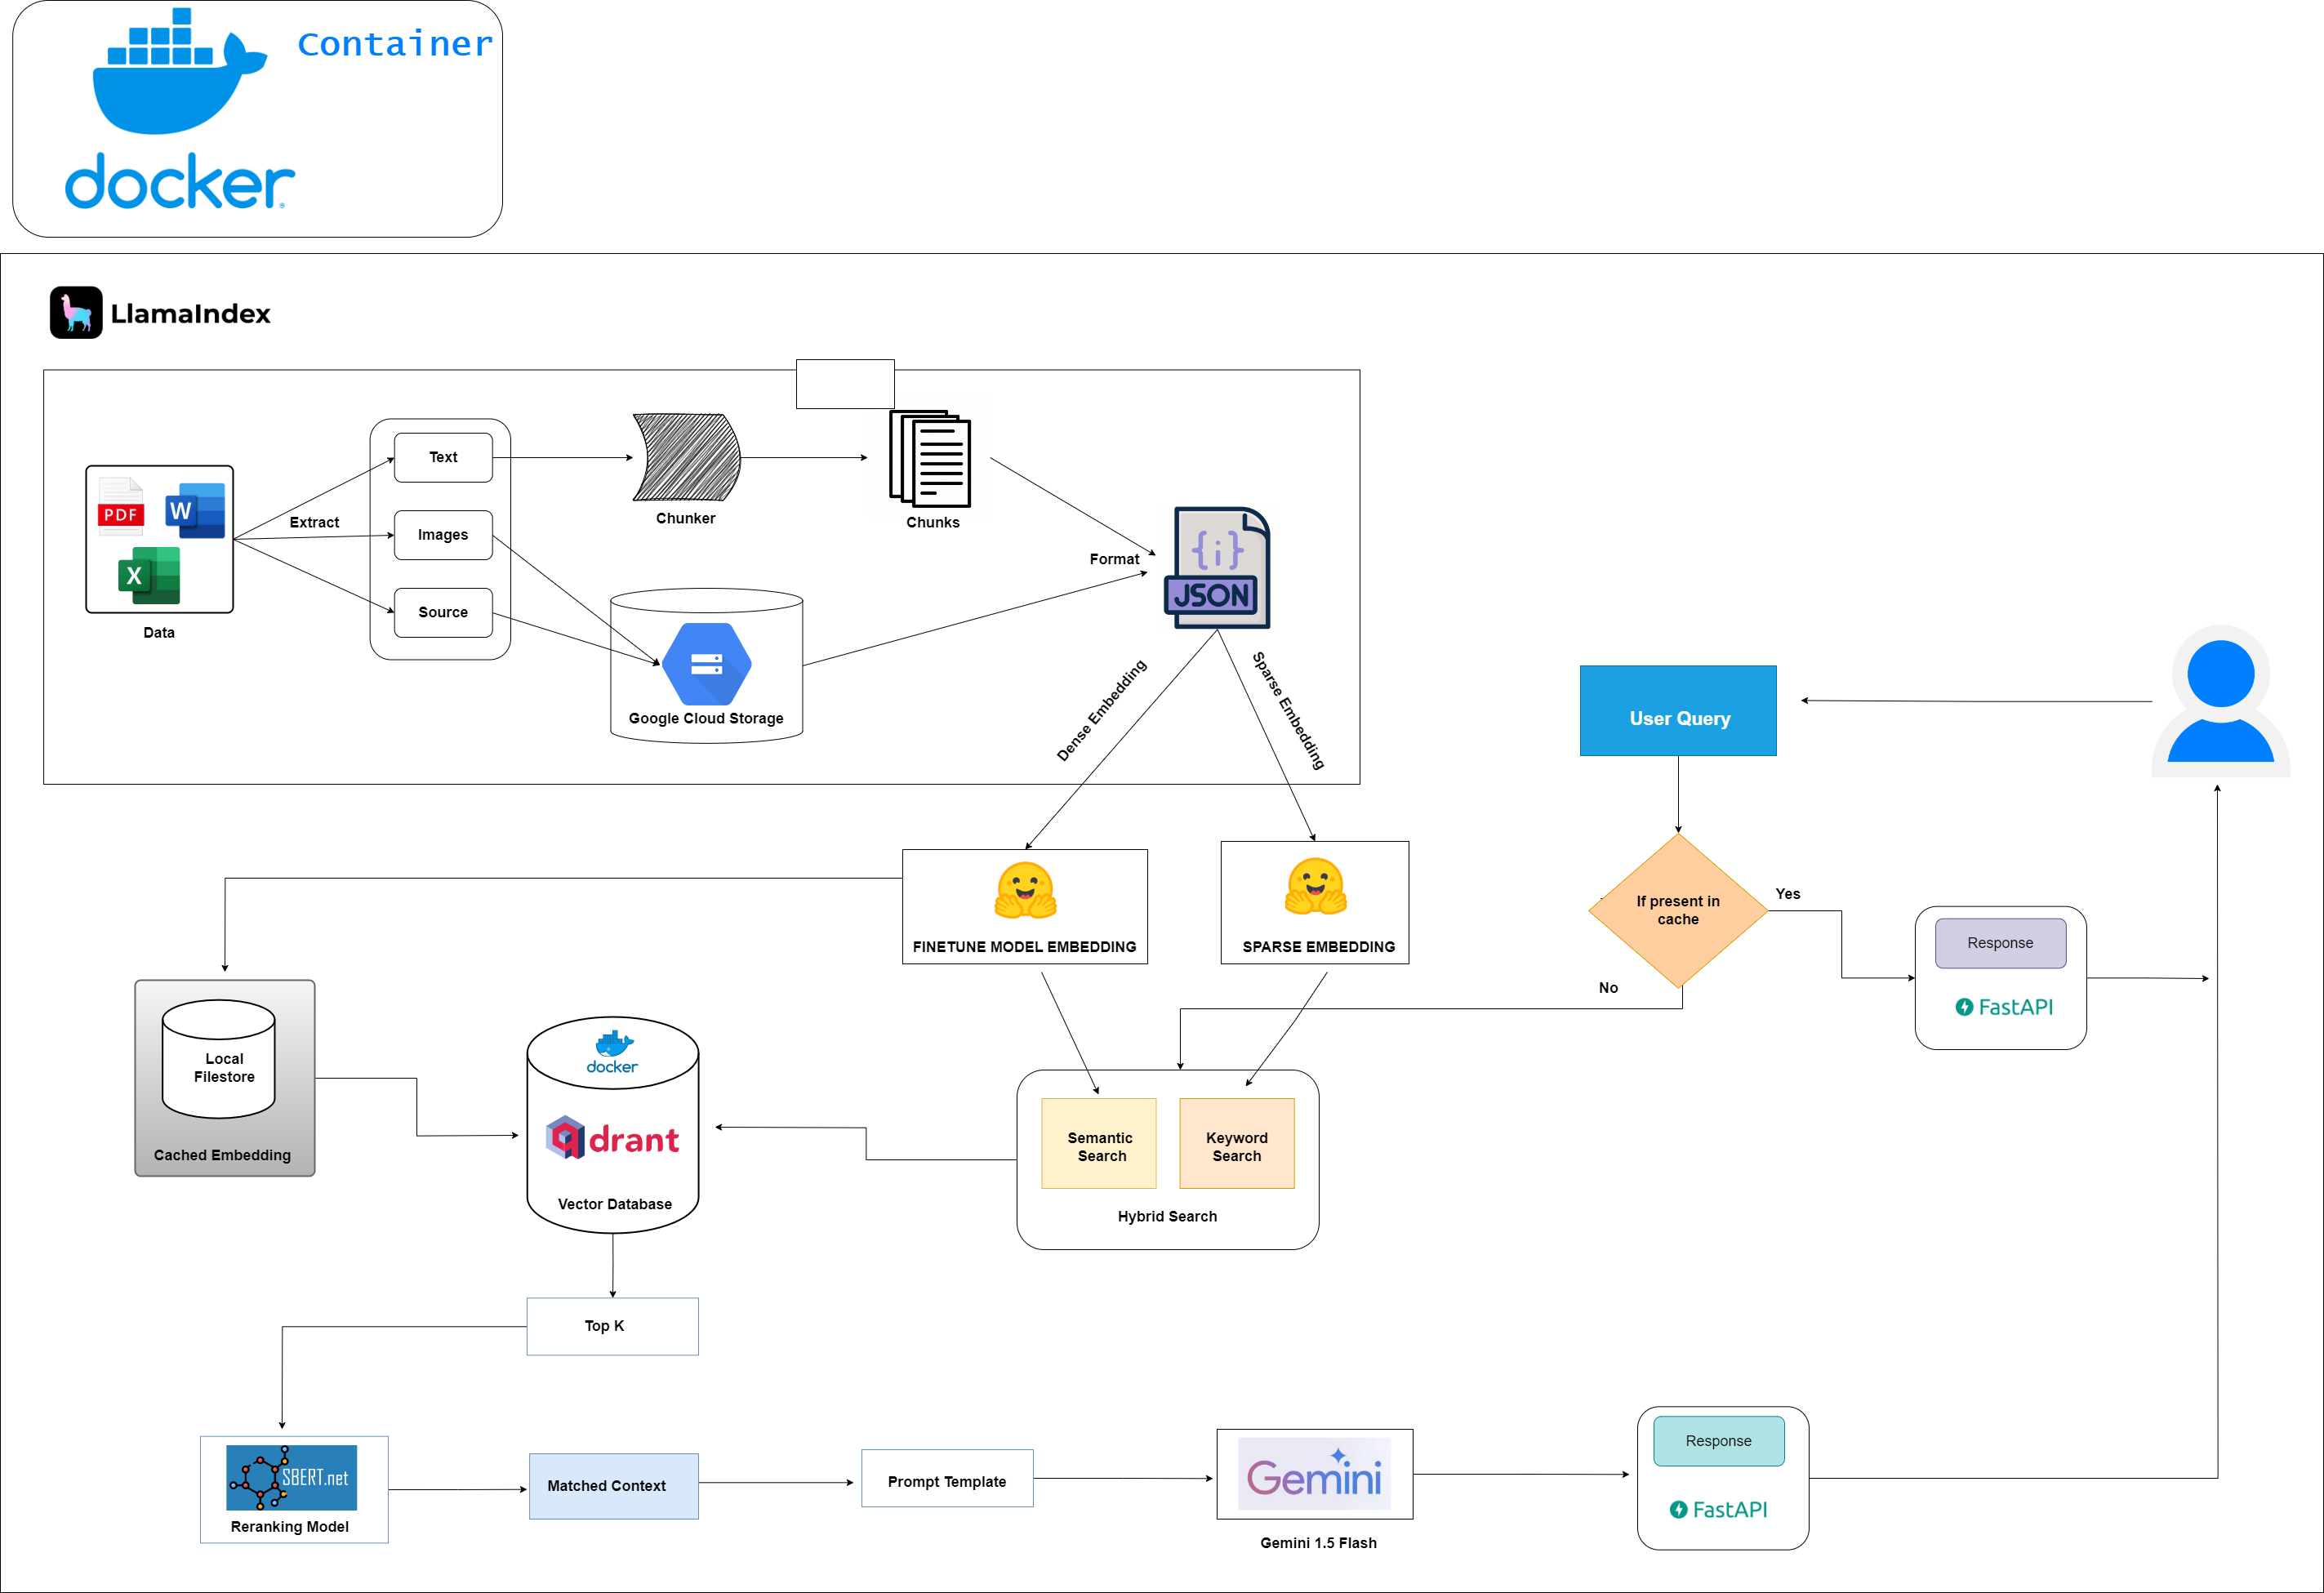 Container
docker
LlamaIndex
PDF
W
X
Data
Extract
Text
Images
Source
Chunker
Chunks
Google Cloud Storage
Format
{i}
JSON
Dense Embedding
Sparse Embedding
User Query
If present in
cache
Yes
No
Response
FastAPI
FINETUNE MODEL EMBEDDING
SPARSE EMBEDDING
Local
Filestore
Cached Embedding
docker
qdrant
Vector Database
Semantic
Search
Keyword
Search
Hybrid Search
Top K
SBERT.net
Reranking Model
Matched Context
Prompt Template
Gemini
Gemini 1.5 Flash
Response
FastAPI